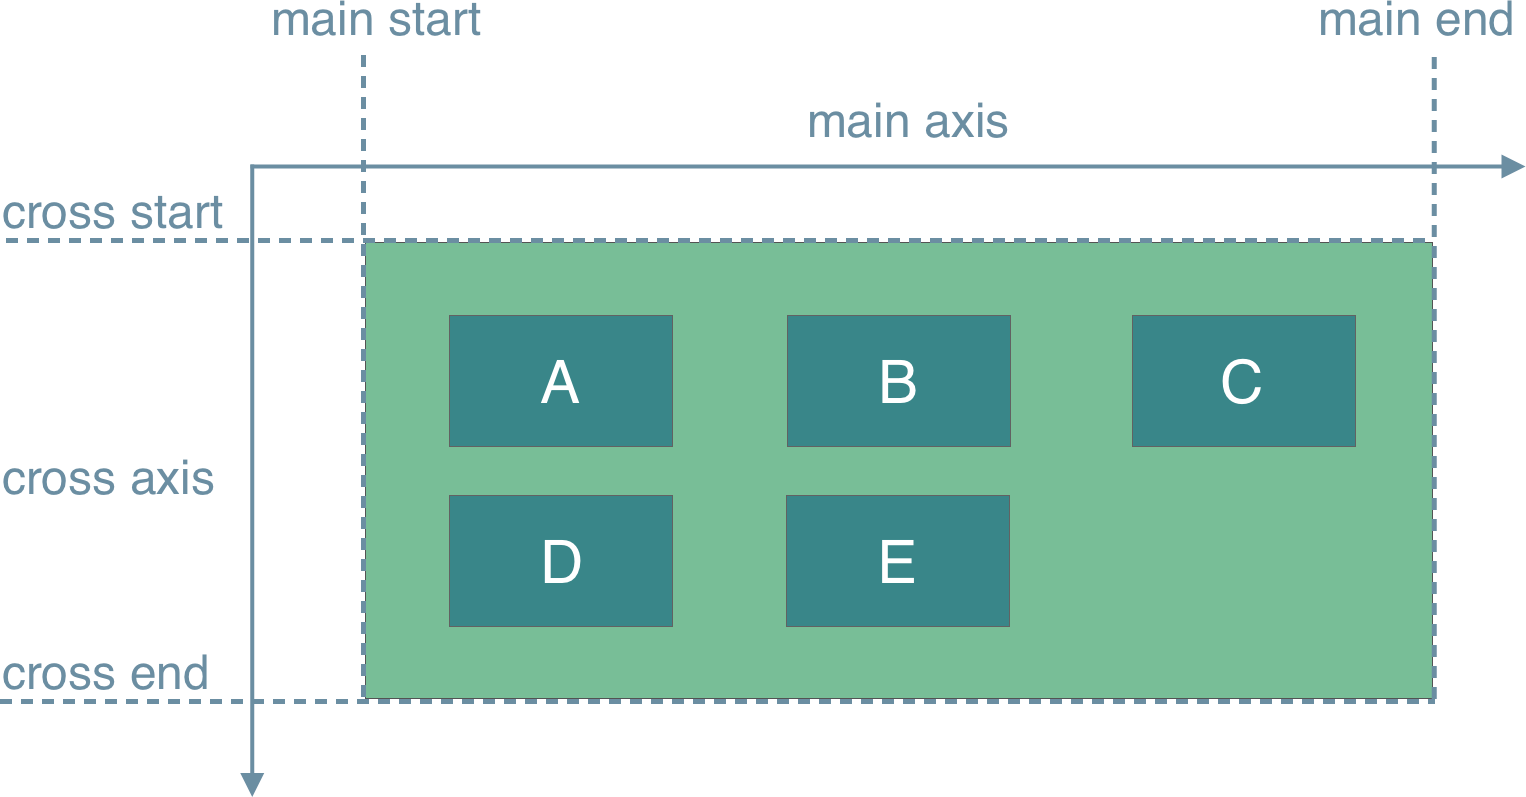 main start
main end
main axis
cross start
A
B
C
cross axis
D
E
cross end